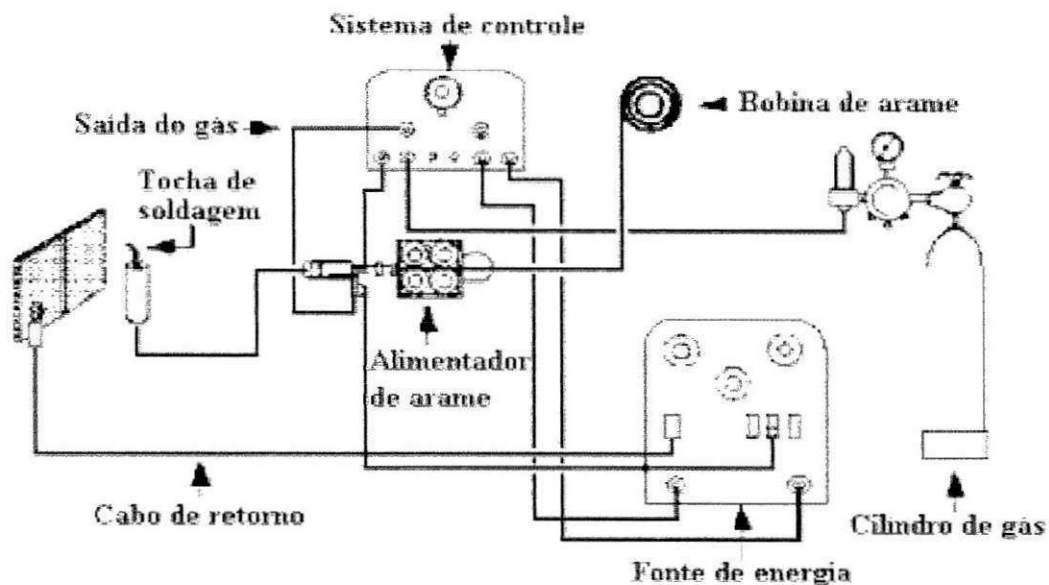 Sistema de controle
Bobina de arame
Saída do gás
Tocha de
soldagem
Alimentador
de arame
Cabo de retorno
Cilindro de gás
Fonte de energia